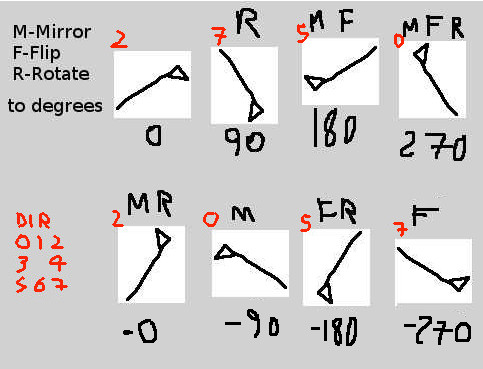 M-Mirror
F-Flip
R-Rotate
to degrees
2
7 R
5 M F
0 M F R
0
90
180
270
DIR
0 1 2
3 4
5 6 7
2 M R
0 M
5 F R
7 F
-0
-90
-180
-270